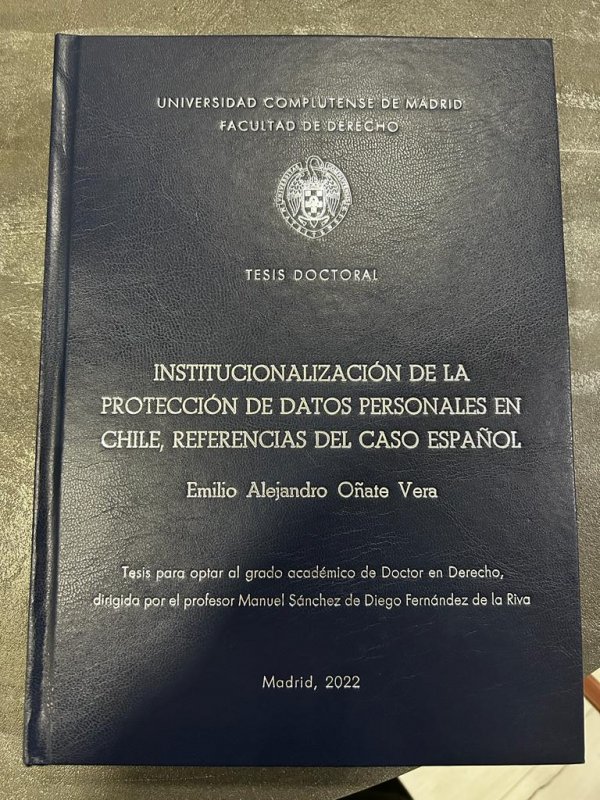 UNIVERSIDAD COMPLUTENSE DE MADRID
FACULTAD DE DERECHO
TESIS DOCTORAL
INSTITUCIONALIZACIÓN DE LA
PROTECCIÓN DE DATOS PERSONALES EN
CHILE, REFERENCIAS DEL CASO ESPAÑOL
Emilio Alejandro Oñate Vera
Tesis para optar al grado académico de Doctor en Derecho,
dirigida por el profesor Manuel Sánchez de Diego Fernández de la Riva
Madrid, 2022